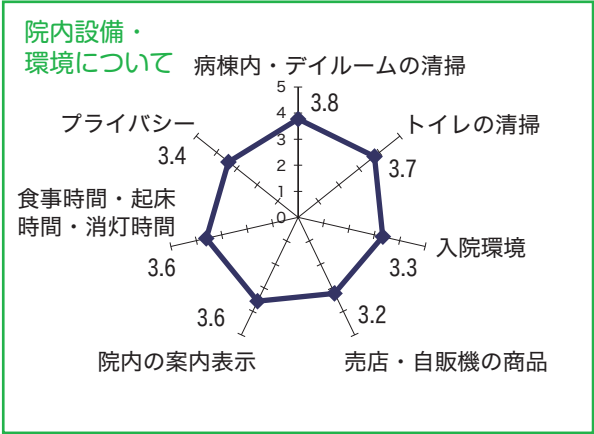 院内設備・
環境について
病棟内・デイルームの清掃
5
4
3
2
1
0
3.8
トイレの清掃
3.7
入院環境
3.3
売店・自販機の商品
3.2
院内の案内表示
3.6
食事時間・起床
時間・消灯時間
3.6
プライバシー
3.4